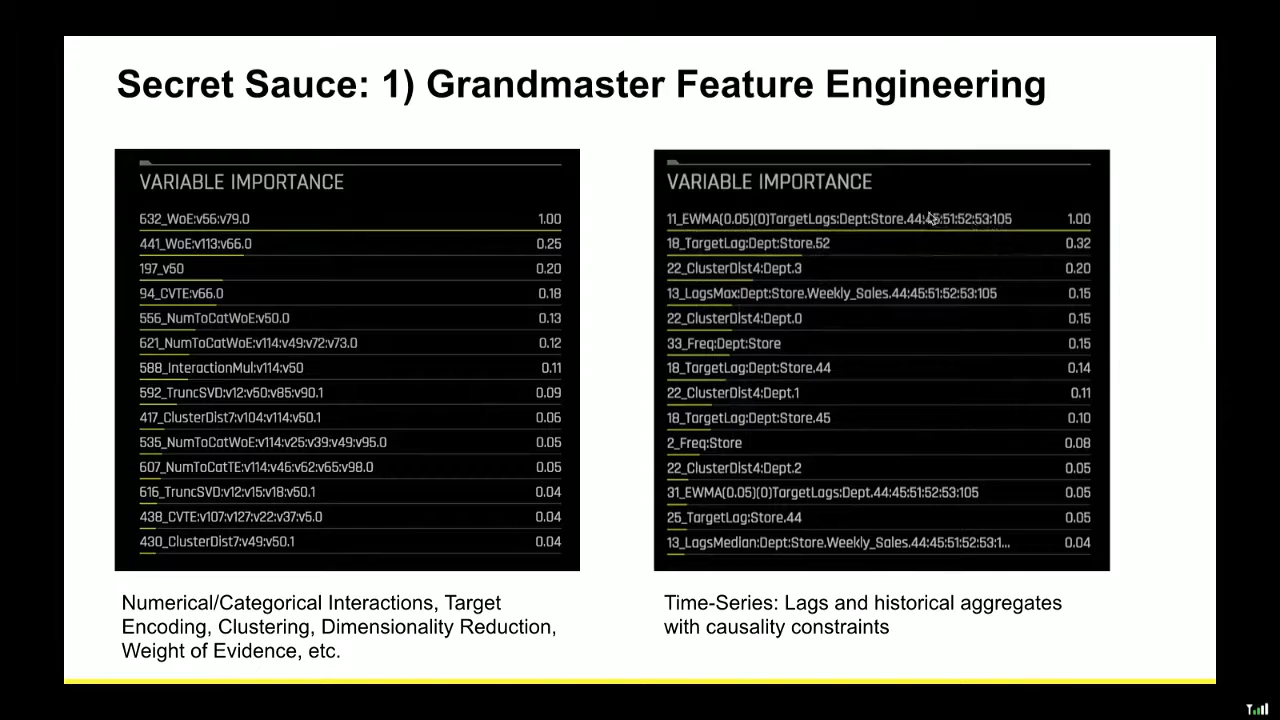 Secret Sauce: 1) Grandmaster Feature Engineering
VARIABLE IMPORTANCE
632_WoE:v56:v79.0 1.00
441_WoE:v113:v66.0 0.25
197_v50 0.20
94_CVTE:v66.0 0.18
556_NumToCatWoE:v50.0 0.13
621_NumToCatWoE:v114:v49:v72:v73.0 0.12
588_InteractionMul:v114:v50 0.11
592_TruncSVD:v12:v50:v85:v90.1 0.09
417_ClusterDist7:v104:v114:v50.1 0.06
535_NumToCatWoE:v114:v25:v39:v49:v95.0 0.05
607_NumToCatTE:v114:v46:v62:v65:v98.0 0.05
616_TruncSVD:v12:v15:v18:v50.1 0.04
438_CVTE:v107:v127:v22:v37:v5.0 0.04
430_ClusterDist7:v49:v50.1 0.04
Numerical/Categorical Interactions, Target
Encoding, Clustering, Dimensionality Reduction,
Weight of Evidence, etc.
VARIABLE IMPORTANCE
11_EWMA(0.05)(0)TargetLags:Dept:Store.44:45:51:52:53:105 1.00
18_TargetLag:Dept:Store.52 0.32
22_ClusterDist4:Dept.3 0.20
13_LagsMax:Dept:Store.Weekly_Sales.44:45:51:52:53:105 0.15
22_ClusterDist4:Dept.0 0.15
33_Freq:Dept:Store 0.15
18_TargetLag:Dept:Store.44 0.14
22_ClusterDist4:Dept.1 0.11
18_TargetLag:Dept:Store.45 0.10
2_Freq:Store 0.08
22_ClusterDist4:Dept.2 0.05
31_EWMA(0.05)(0)TargetLags:Dept.44:45:51:52:53:105 0.05
25_TargetLag:Store.44 0.05
13_LagsMedian:Dept:Store.Weekly_Sales.44:45:51:52:53:1... 0.04
Time-Series: Lags and historical aggregates
with causality constraints